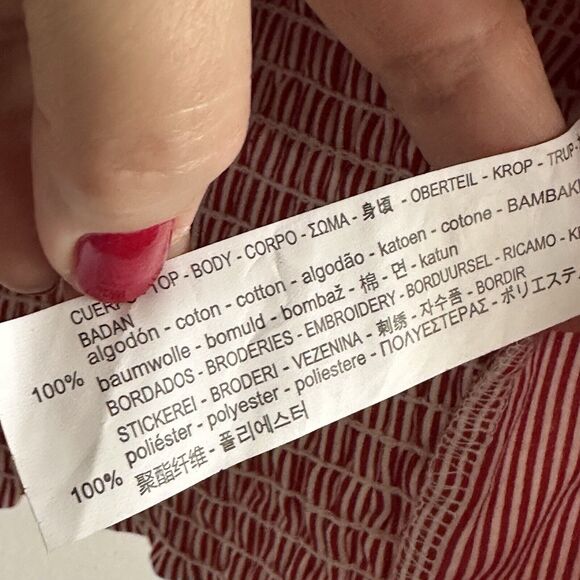 CUERPO - TOP - BODY - CORPO - ΣΩΜΑ - 身頃 - OBERTEIL - KROP - TRUP
BADAN
algodón - coton - cotton - algodão - katoen - cotone - BAMBAK
100% baumwolle - bomuld - bombaž - 棉 - 면 - katun
BORDADOS - BRODERIES - EMBROIDERY - BORDUURSEL - RICAMO - K
STICKEREI - BRODERI - VEZENINA - 刺绣 - 자수품 - BORDIR
poliéster - polyester - poliestere - ΠΟΛΥΕΣΤΕΡΑΣ - ポリエステ
100% 聚酯纤维 - 폴리에스터